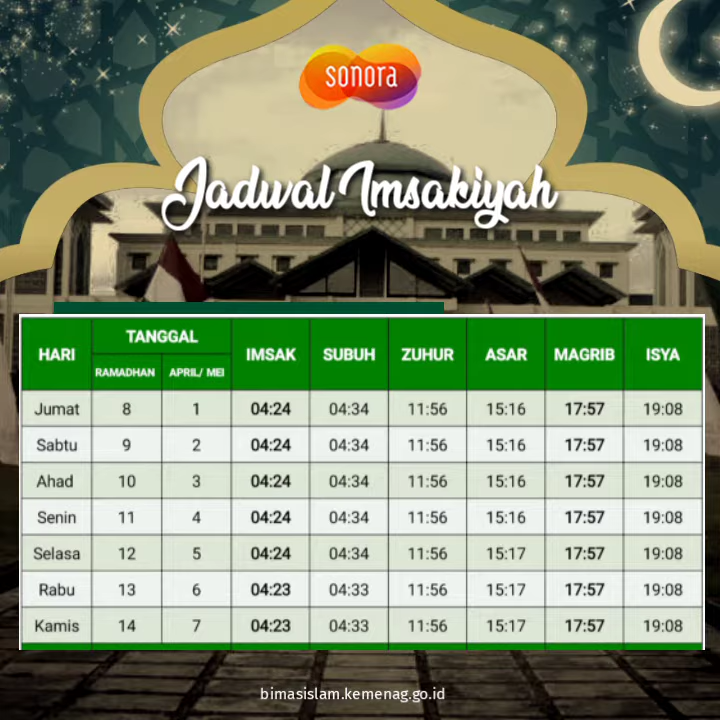 sonora
Jadwal Imsakiyah
HARI TANGGAL IMSAK SUBUH ZUHUR ASAR MAGRIB ISYA
RAMADHAN APRIL/ MEI
Jumat 8 1 04:24 04:34 11:56 15:16 17:57 19:08
Sabtu 9 2 04:24 04:34 11:56 15:16 17:57 19:08
Ahad 10 3 04:24 04:34 11:56 15:16 17:57 19:08
Senin 11 4 04:24 04:34 11:56 15:16 17:57 19:08
Selasa 12 5 04:24 04:34 11:56 15:17 17:57 19:08
Rabu 13 6 04:23 04:33 11:56 15:17 17:57 19:08
Kamis 14 7 04:23 04:33 11:56 15:17 17:57 19:08
bimasislam.kemenag.go.id